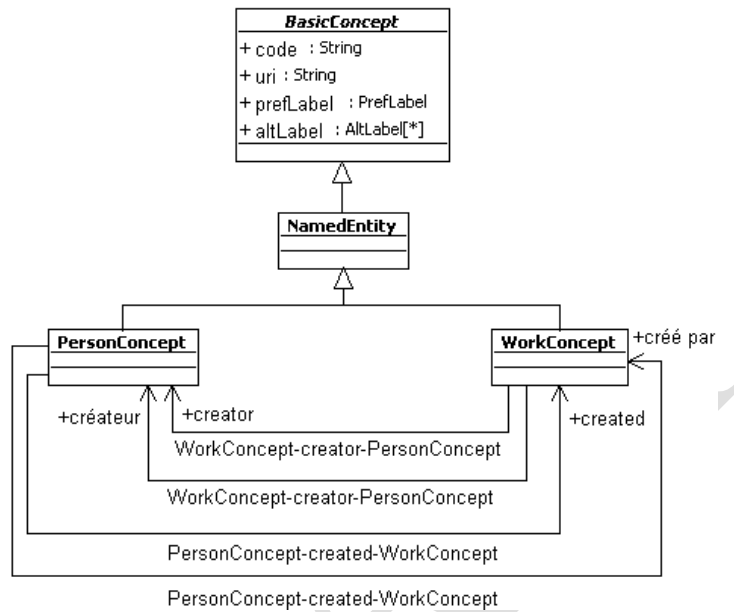 BasicConcept
+ code : String
+ uri : String
+ prefLabel : PrefLabel
+ altLabel : AltLabel[*]
NamedEntity
PersonConcept
WorkConcept
+créé par
+créateur
+creator
+created
WorkConcept-creator-PersonConcept
WorkConcept-creator-PersonConcept
PersonConcept-created-WorkConcept
PersonConcept-created-WorkConcept